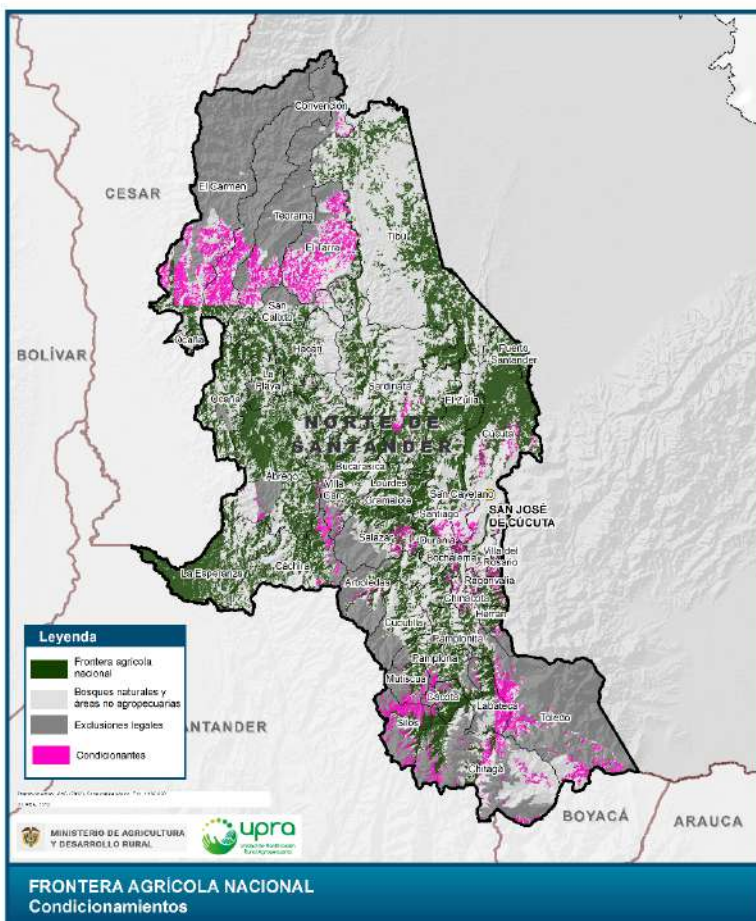 Convención
CESAR
El Carmen
Teorama
El Tarra
Tibú
San
Calixto
BOLÍVAR
Ocaña
Hacarí
Puerto
Santander
La
Playa
Sardinata
El Zulia
Ocaña
NORTE DE
SANTANDER
Cúcuta
Bucarasica
Ábrego
Lourdes
Villa
Caro
Gramalote
San Cayetano
SAN JOSÉ
DE CÚCUTA
Santiago
Salazar
Durania
Villa del
Rosario
Bochalema
La Esperanza
Cáchira
Arboledas
Ragonvalia
Chinácota
Herrán
Cucutilla
Pamplonita
Pamplona
Mutiscua
Cácota
Labateca
Toledo
Silos
Chitagá
ANTANDER
BOYACÁ
ARAUCA
Leyenda
Frontera agrícola
nacional
Bosques naturales y
áreas no agropecuarias
Exclusiones legales
Condicionantes
MINISTERIO DE AGRICULTURA
Y DESARROLLO RURAL
upra
FRONTERA AGRÍCOLA NACIONAL
Condicionamientos